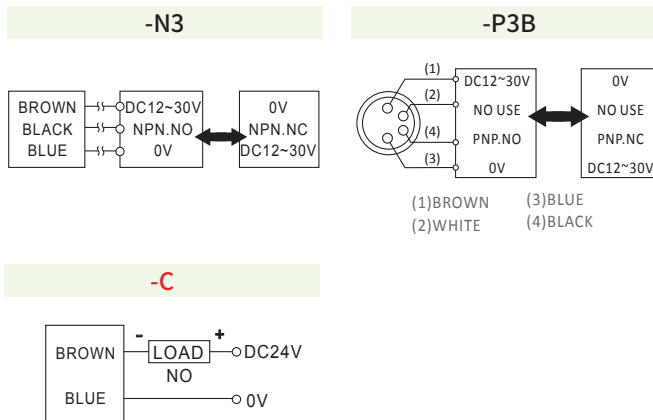 -N3
BROWN
BLACK
BLUE
DC12~30V
NPN.NO
0V
0V
NPN.NC
DC12~30V
-P3B
(1)
(2)
(4)
(3)
DC12~30V
NO USE
PNP.NO
0V
0V
NO USE
PNP.NC
DC12~30V
(1)BROWN (3)BLUE
(2)WHITE (4)BLACK
-C
BROWN - LOAD + DC24V
NO
BLUE 0V